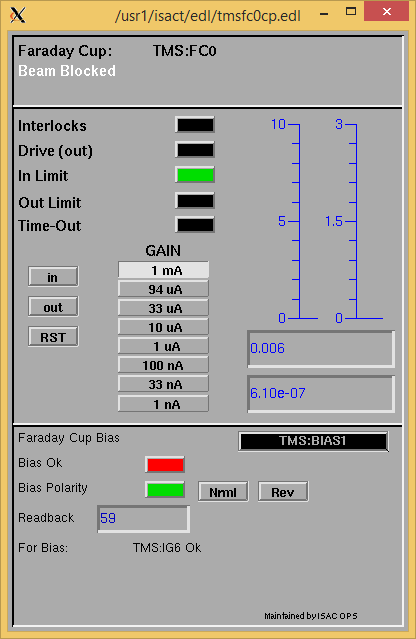 /usr1/isact/edl/tmsfc0cp.edl
Faraday Cup: TMS:FC0
Beam Blocked
Interlocks
Drive (out)
In Limit
Out Limit
Time-Out
10
5
0
3
1.5
0
GAIN
1 mA
94 uA
33 uA
10 uA
1 uA
100 nA
33 nA
1 nA
in
out
RST
0.006
6.10e-07
Faraday Cup Bias TMS:BIAS1
Bias Ok
Bias Polarity Nrml Rev
Readback 59
For Bias: TMS:IG6 Ok
Maintained by ISAC OPS